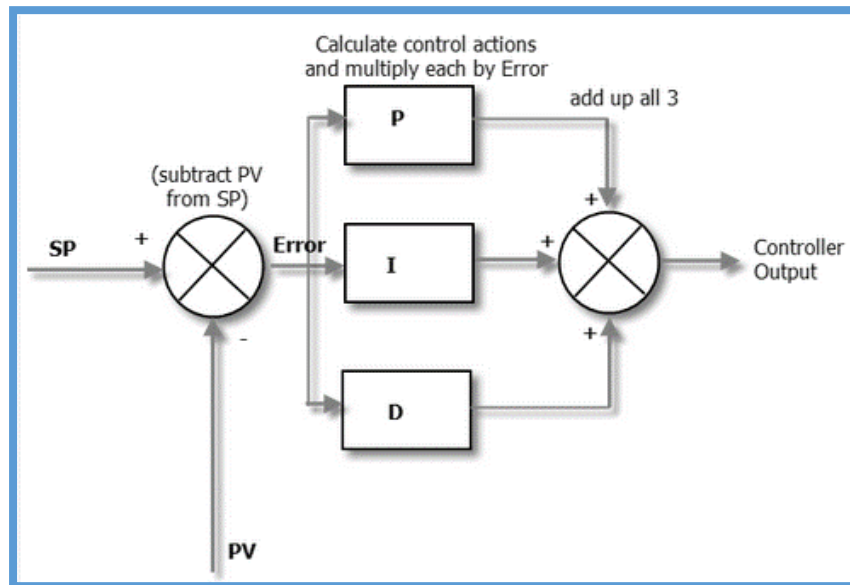 Calculate control actions
and multiply each by Error
P
add up all 3
(subtract PV
from SP)
+
SP
+
Error
I
+
Controller
Output
-
+
D
PV